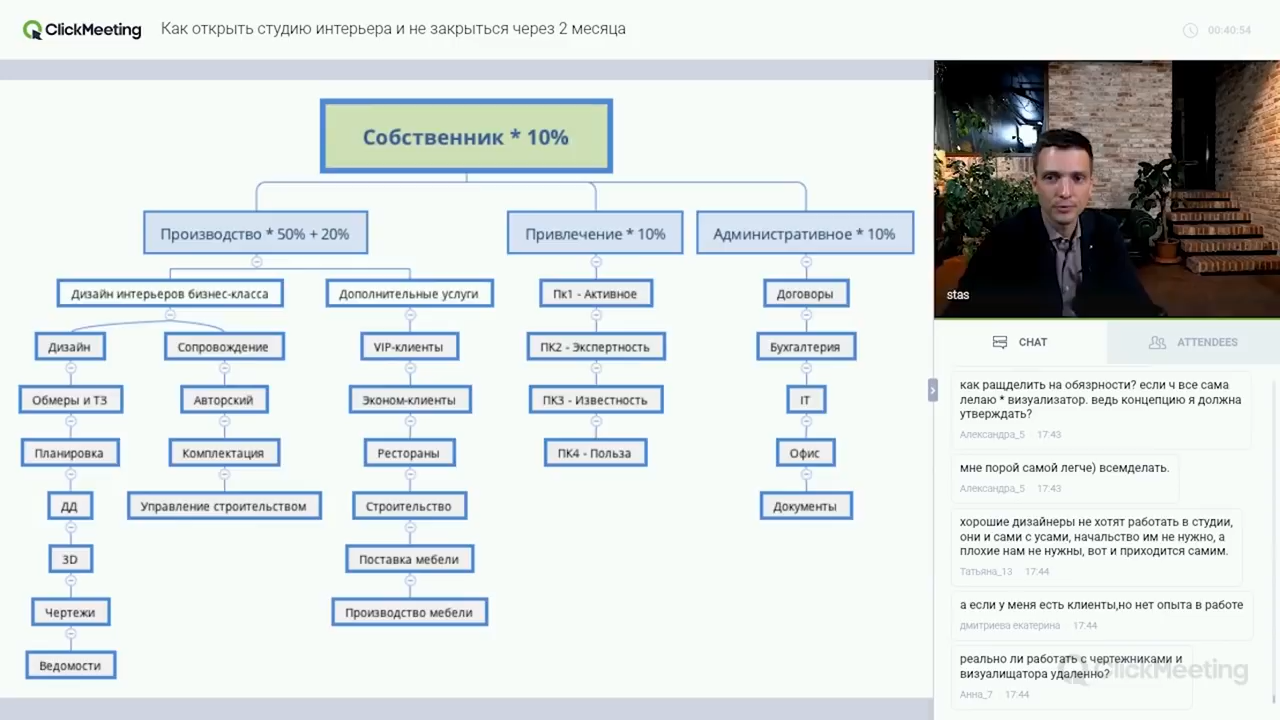 ClickMeeting
Как открыть студию интерьера и не закрыться через 2 месяца
00:40:54
Собственник * 10%
Производство * 50% + 20%
Привлечение * 10%
Административное * 10%
Дизайн интерьеров бизнес-класса
Дополнительные услуги
Пк1 - Активное
Договоры
Дизайн
Сопровождение
VIP-клиенты
ПК2 - Экспертность
Бухгалтерия
Обмеры и ТЗ
Авторский
Эконом-клиенты
ПК3 - Известность
IT
Планировка
Комплектация
Рестораны
ПК4 - Польза
Офис
ДД
Управление строительством
Строительство
Документы
3D
Поставка мебели
Чертежи
Производство мебели
Ведомости
stas
CHAT
ATTENDEES
как ращделить на обязрности? если ч все сама
лелаю * визуализатор. ведь концепцию я должна
утверждать?
Александра_5 17:43
мне порой самой легче) всемделать.
Александра_5 17:43
хорошие дизайнеры не хотят работать в студии,
они и сами с усами, начальство им не нужно, а
плохие нам не нужны, вот и приходится самим.
Татьяна_13 17:44
а если у меня есть клиенты,но нет опыта в работе
дмитриева екатерина 17:44
реально ли работать с чертежниками и
визуалищатора удаленно?
Анна_7 17:44
ClickMeeting